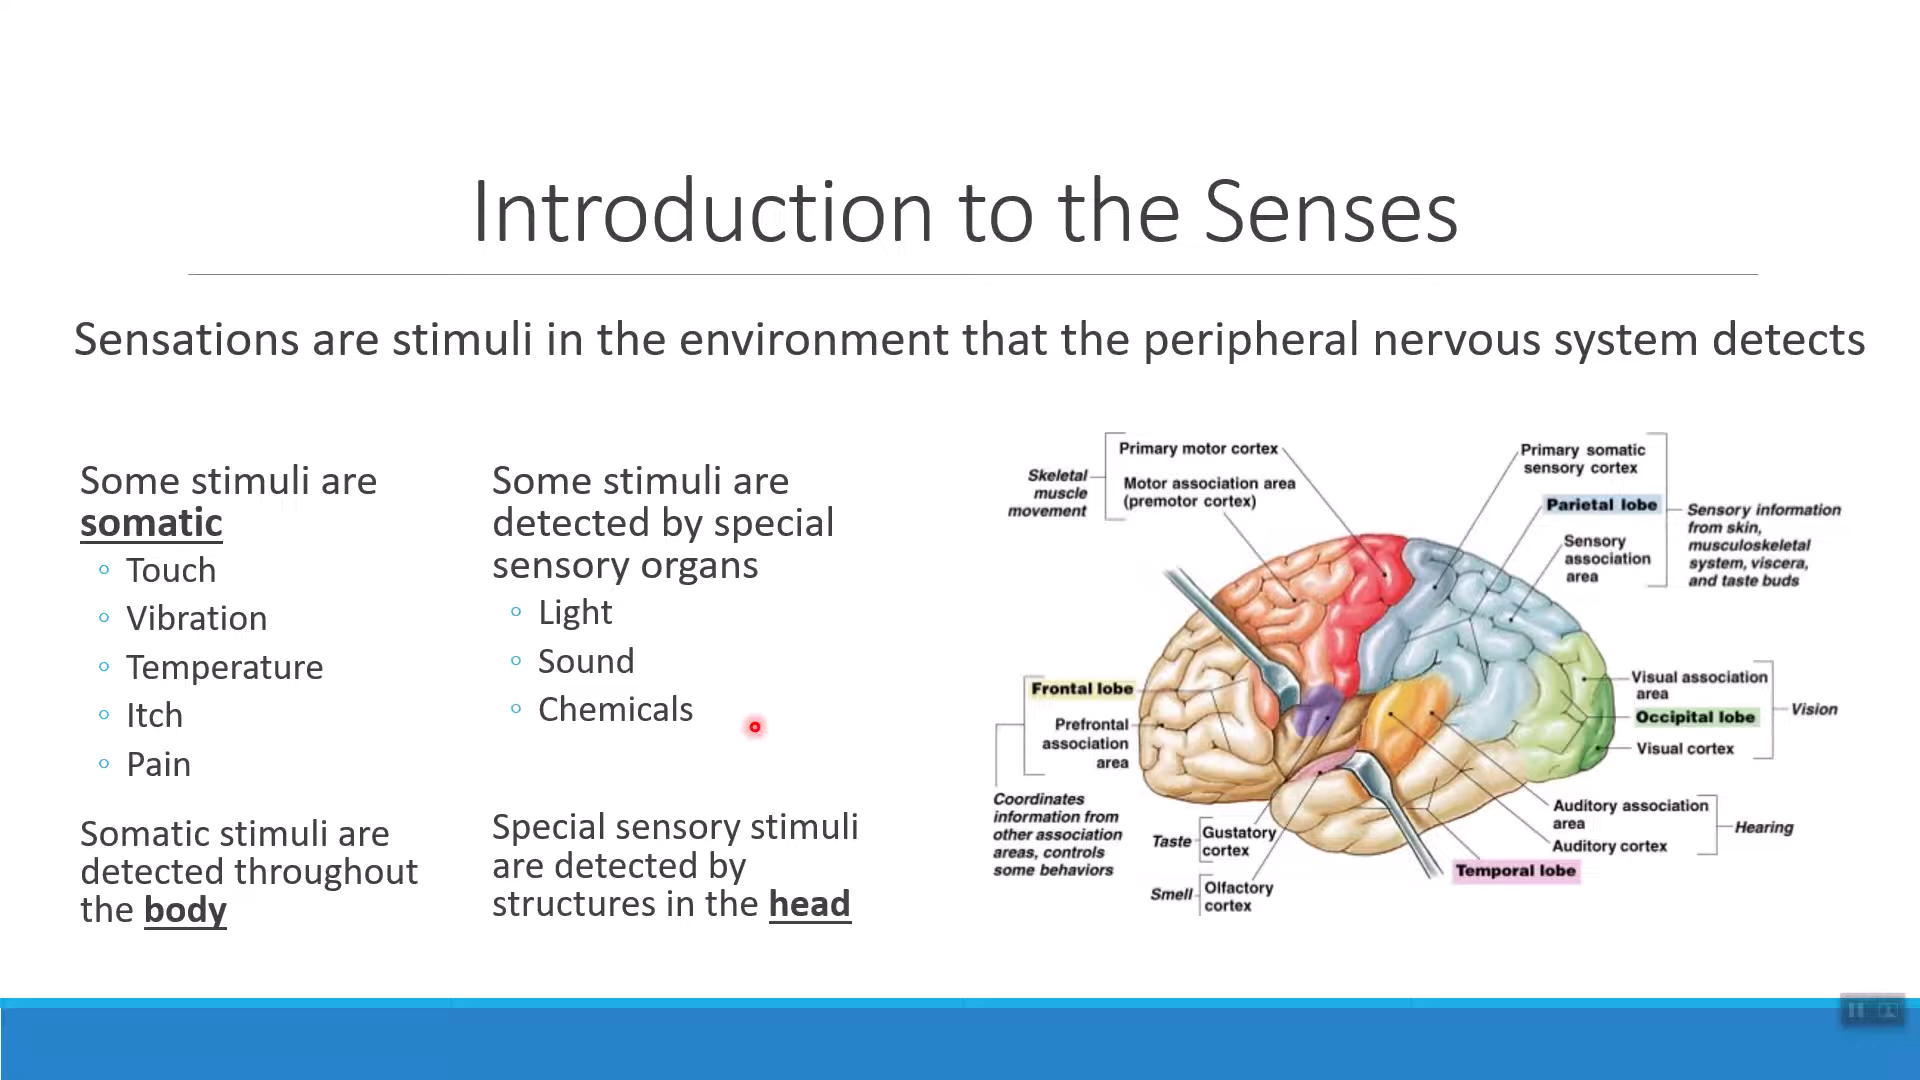 Introduction to the Senses
Sensations are stimuli in the environment that the peripheral nervous system detects
Some stimuli are
somatic
Touch
Vibration
Temperature
Itch
Pain
Somatic stimuli are
detected throughout
the body
Some stimuli are
detected by special
sensory organs
Light
Sound
Chemicals
Special sensory stimuli
are detected by
structures in the head
Skeletal
muscle
movement
Primary motor cortex
Motor association area
(premotor cortex)
Primary somatic
sensory cortex
Parietal lobe
Sensory
association
area
Sensory information
from skin,
musculoskeletal
system, viscera,
and taste buds
Frontal lobe
Prefrontal
association
area
Coordinates
information from
other association
areas, controls
some behaviors
Visual association
area
Occipital lobe
Visual cortex
Vision
Taste
Gustatory
cortex
Smell
Olfactory
cortex
Auditory association
area
Auditory cortex
Hearing
Temporal lobe